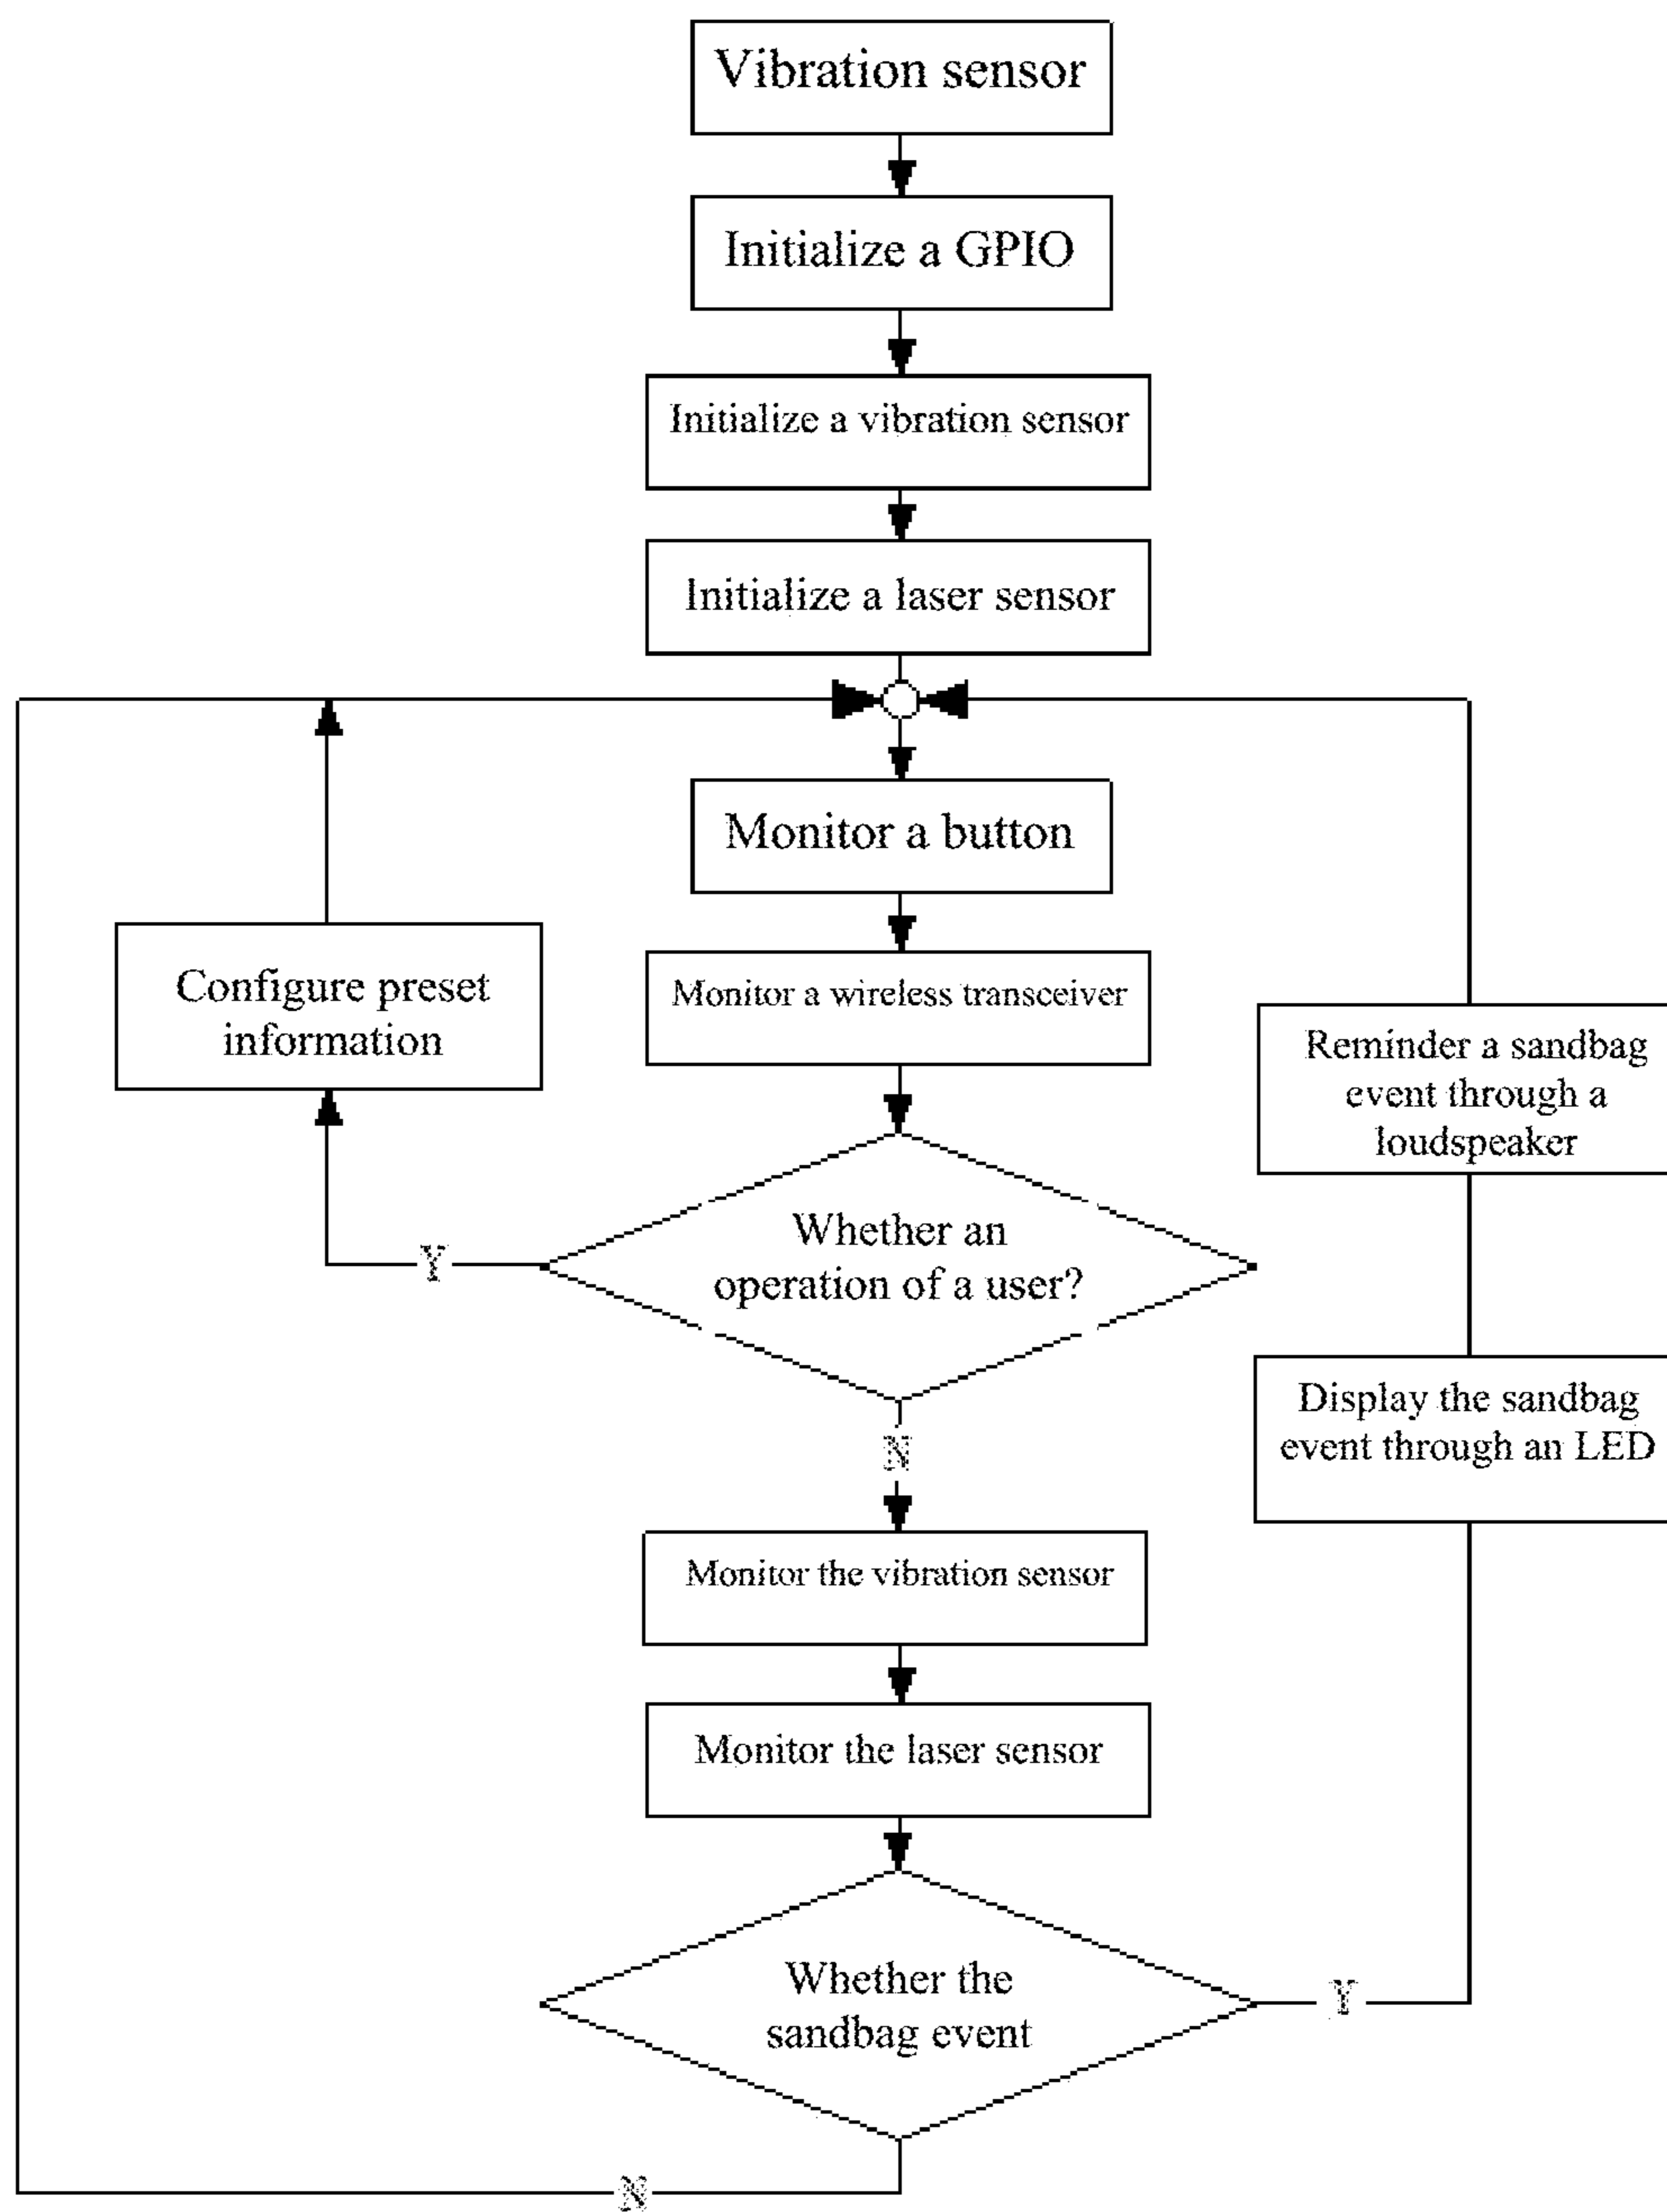 Vibration sensor
Initialize a GPIO
Initialize a vibration sensor
Initialize a laser sensor
Monitor a button
Configure preset
information
Monitor a wireless transceiver
Reminder a sandbag
event through a
loudspeaker
Whether an
operation of a user?
Y
N
Display the sandbag
event through an LED
Monitor the vibration sensor
Monitor the laser sensor
Whether the
sandbag event
Y
N